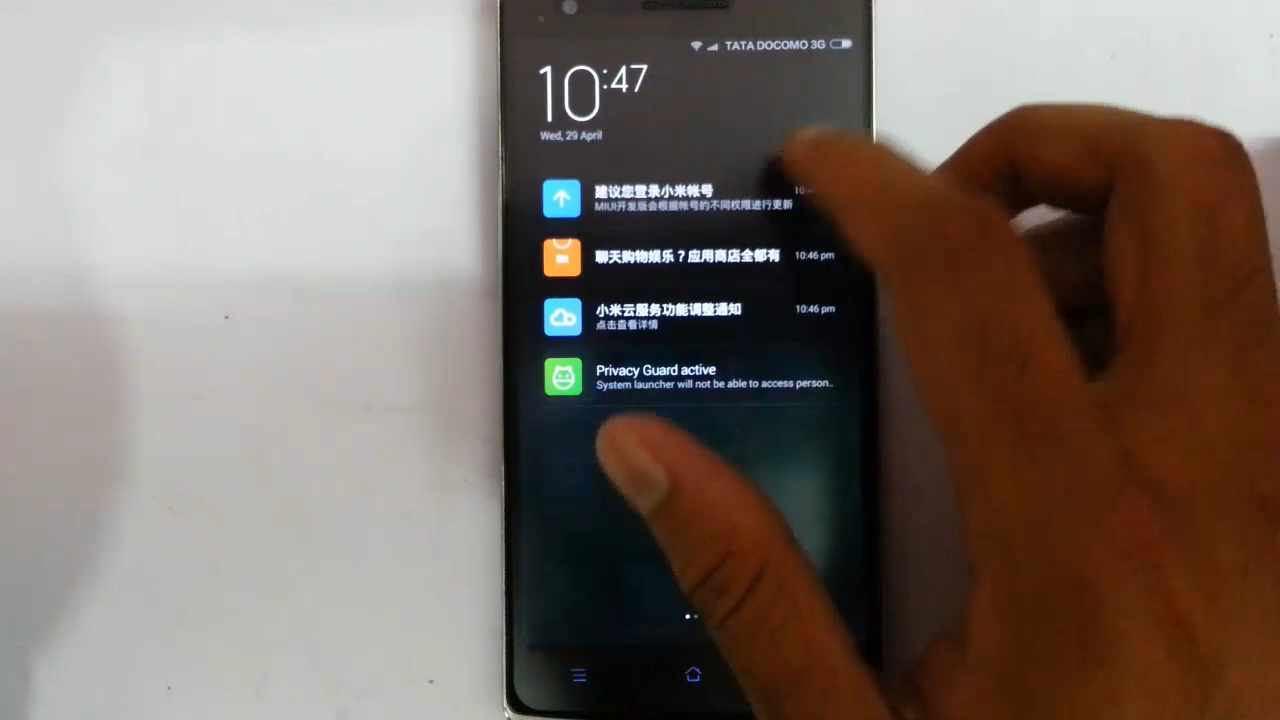 TATA DOCOMO 3G
10:47
Wed, 29 April
建议您登录小米帐号
MIUI开发版会根据帐号的不同权限进行更新
聊天购物娱乐？应用商店全都有 10:46 pm
小米云服务功能调整通知 10:46 pm
点击查看详情
Privacy Guard active
System launcher will not be able to access person..